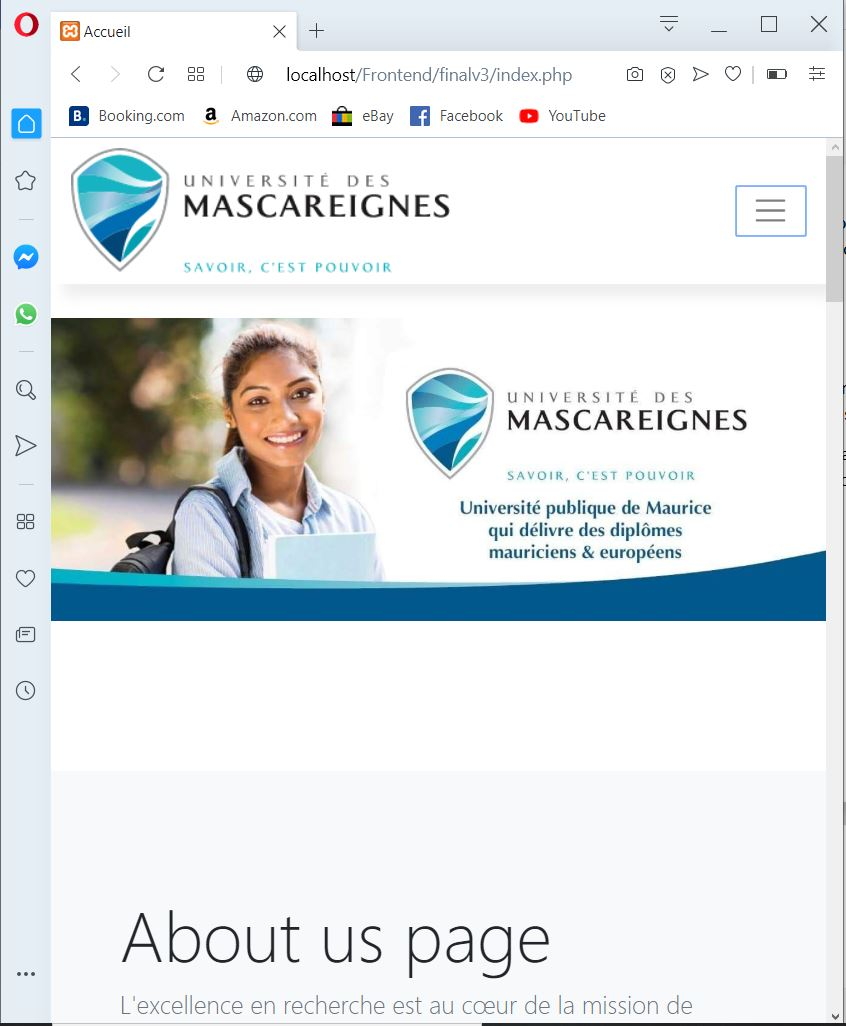 Accueil
localhost/Frontend/finalv3/index.php
B. Booking.com
a Amazon.com
eBay
f Facebook
YouTube
UNIVERSITÉ DES
MASCAREIGNES
SAVOIR, C'EST POUVOIR
UNIVERSITÉ DES
MASCAREIGNES
SAVOIR, C'EST POUVOIR
Université publique de Maurice
qui délivre des diplômes
mauriciens & européens
About us page
L'excellence en recherche est au cœur de la mission de